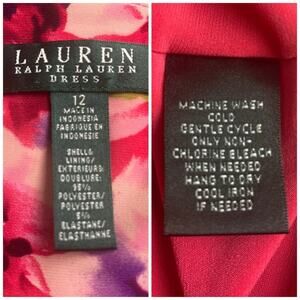 LAUREN
RALPH LAUREN
DRESS
12
MADE IN
INDONESIA
FABRIQUÉ EN
INDONÉSIE
SHELL&
LINING/
EXTÉRIEUR&
DOUBLURE:
95%
POLYESTER/
POLYESTER
5%
ELASTANE/
ÉLASTHANNE
MACHINE WASH
COLD
GENTLE CYCLE
ONLY NON-
CHLORINE BLEACH
WHEN NEEDED
HANG TO DRY
COOL IRON
IF NEEDED